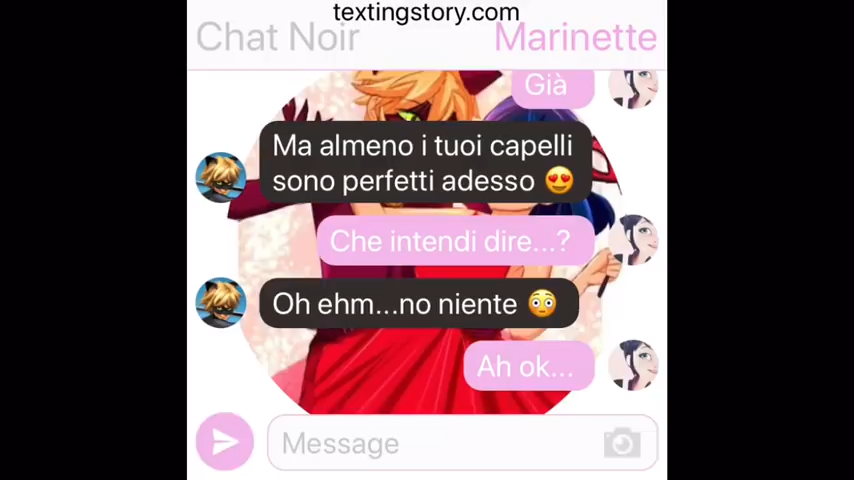 textingstory.com
Chat Noir
Marinette
Già
Ma almeno i tuoi capelli
sono perfetti adesso 😍
Che intendi dire...?
Oh ehm...no niente 😳
Ah ok...
Message